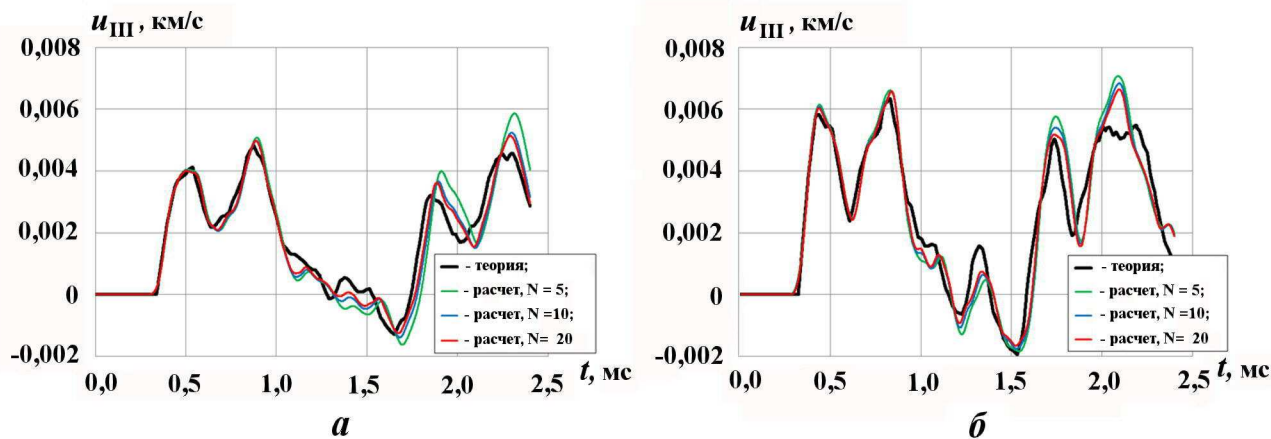 u_III, км/с
0,008
0,006
0,004
0,002
0
-0,002
0,0 0,5 1,0 1,5 2,0 2,5
t, мс
- теория;
- расчет, N = 5;
- расчет, N =10;
- расчет, N= 20
а
u_III, км/с
0,008
0,006
0,004
0,002
0
-0,002
0,0 0,5 1,0 1,5 2,0 2,5
t, мс
- теория;
- расчет, N = 5;
- расчет, N =10;
- расчет, N= 20
б